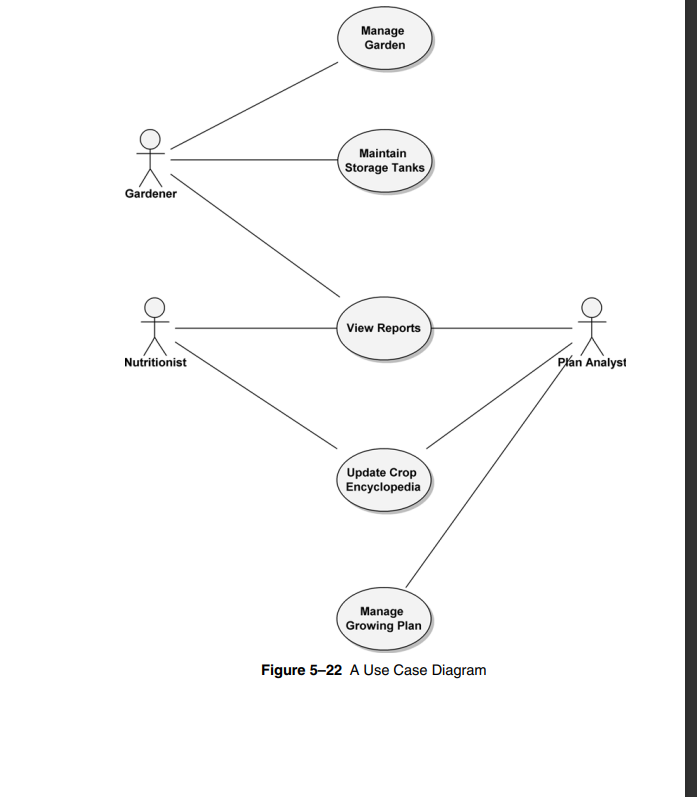 Manage
Garden
Maintain
Storage Tanks
Gardener
View Reports
Nutritionist
Plan Analyst
Update Crop
Encyclopedia
Manage
Growing Plan
Figure 5–22 A Use Case Diagram